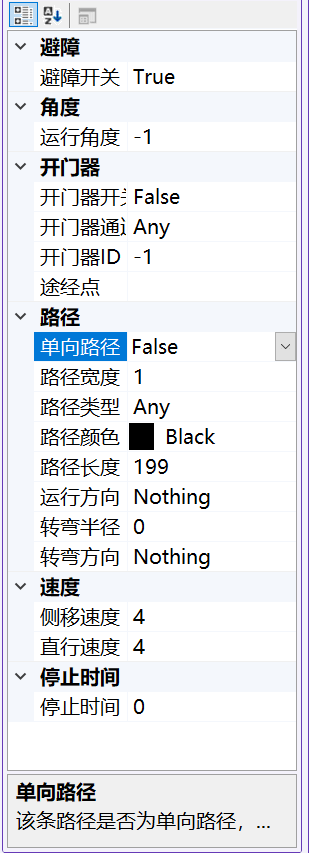 避障
避障开关 True
角度
运行角度 -1
开门器
开门器开关 False
开门器通 Any
开门器ID -1
途经点
路径
单向路径 False
路径宽度 1
路径类型 Any
路径颜色 Black
路径长度 199
运行方向 Nothing
转弯半径 0
转弯方向 Nothing
速度
侧移速度 4
直行速度 4
停止时间
停止时间 0
单向路径
该条路径是否为单向路径，...